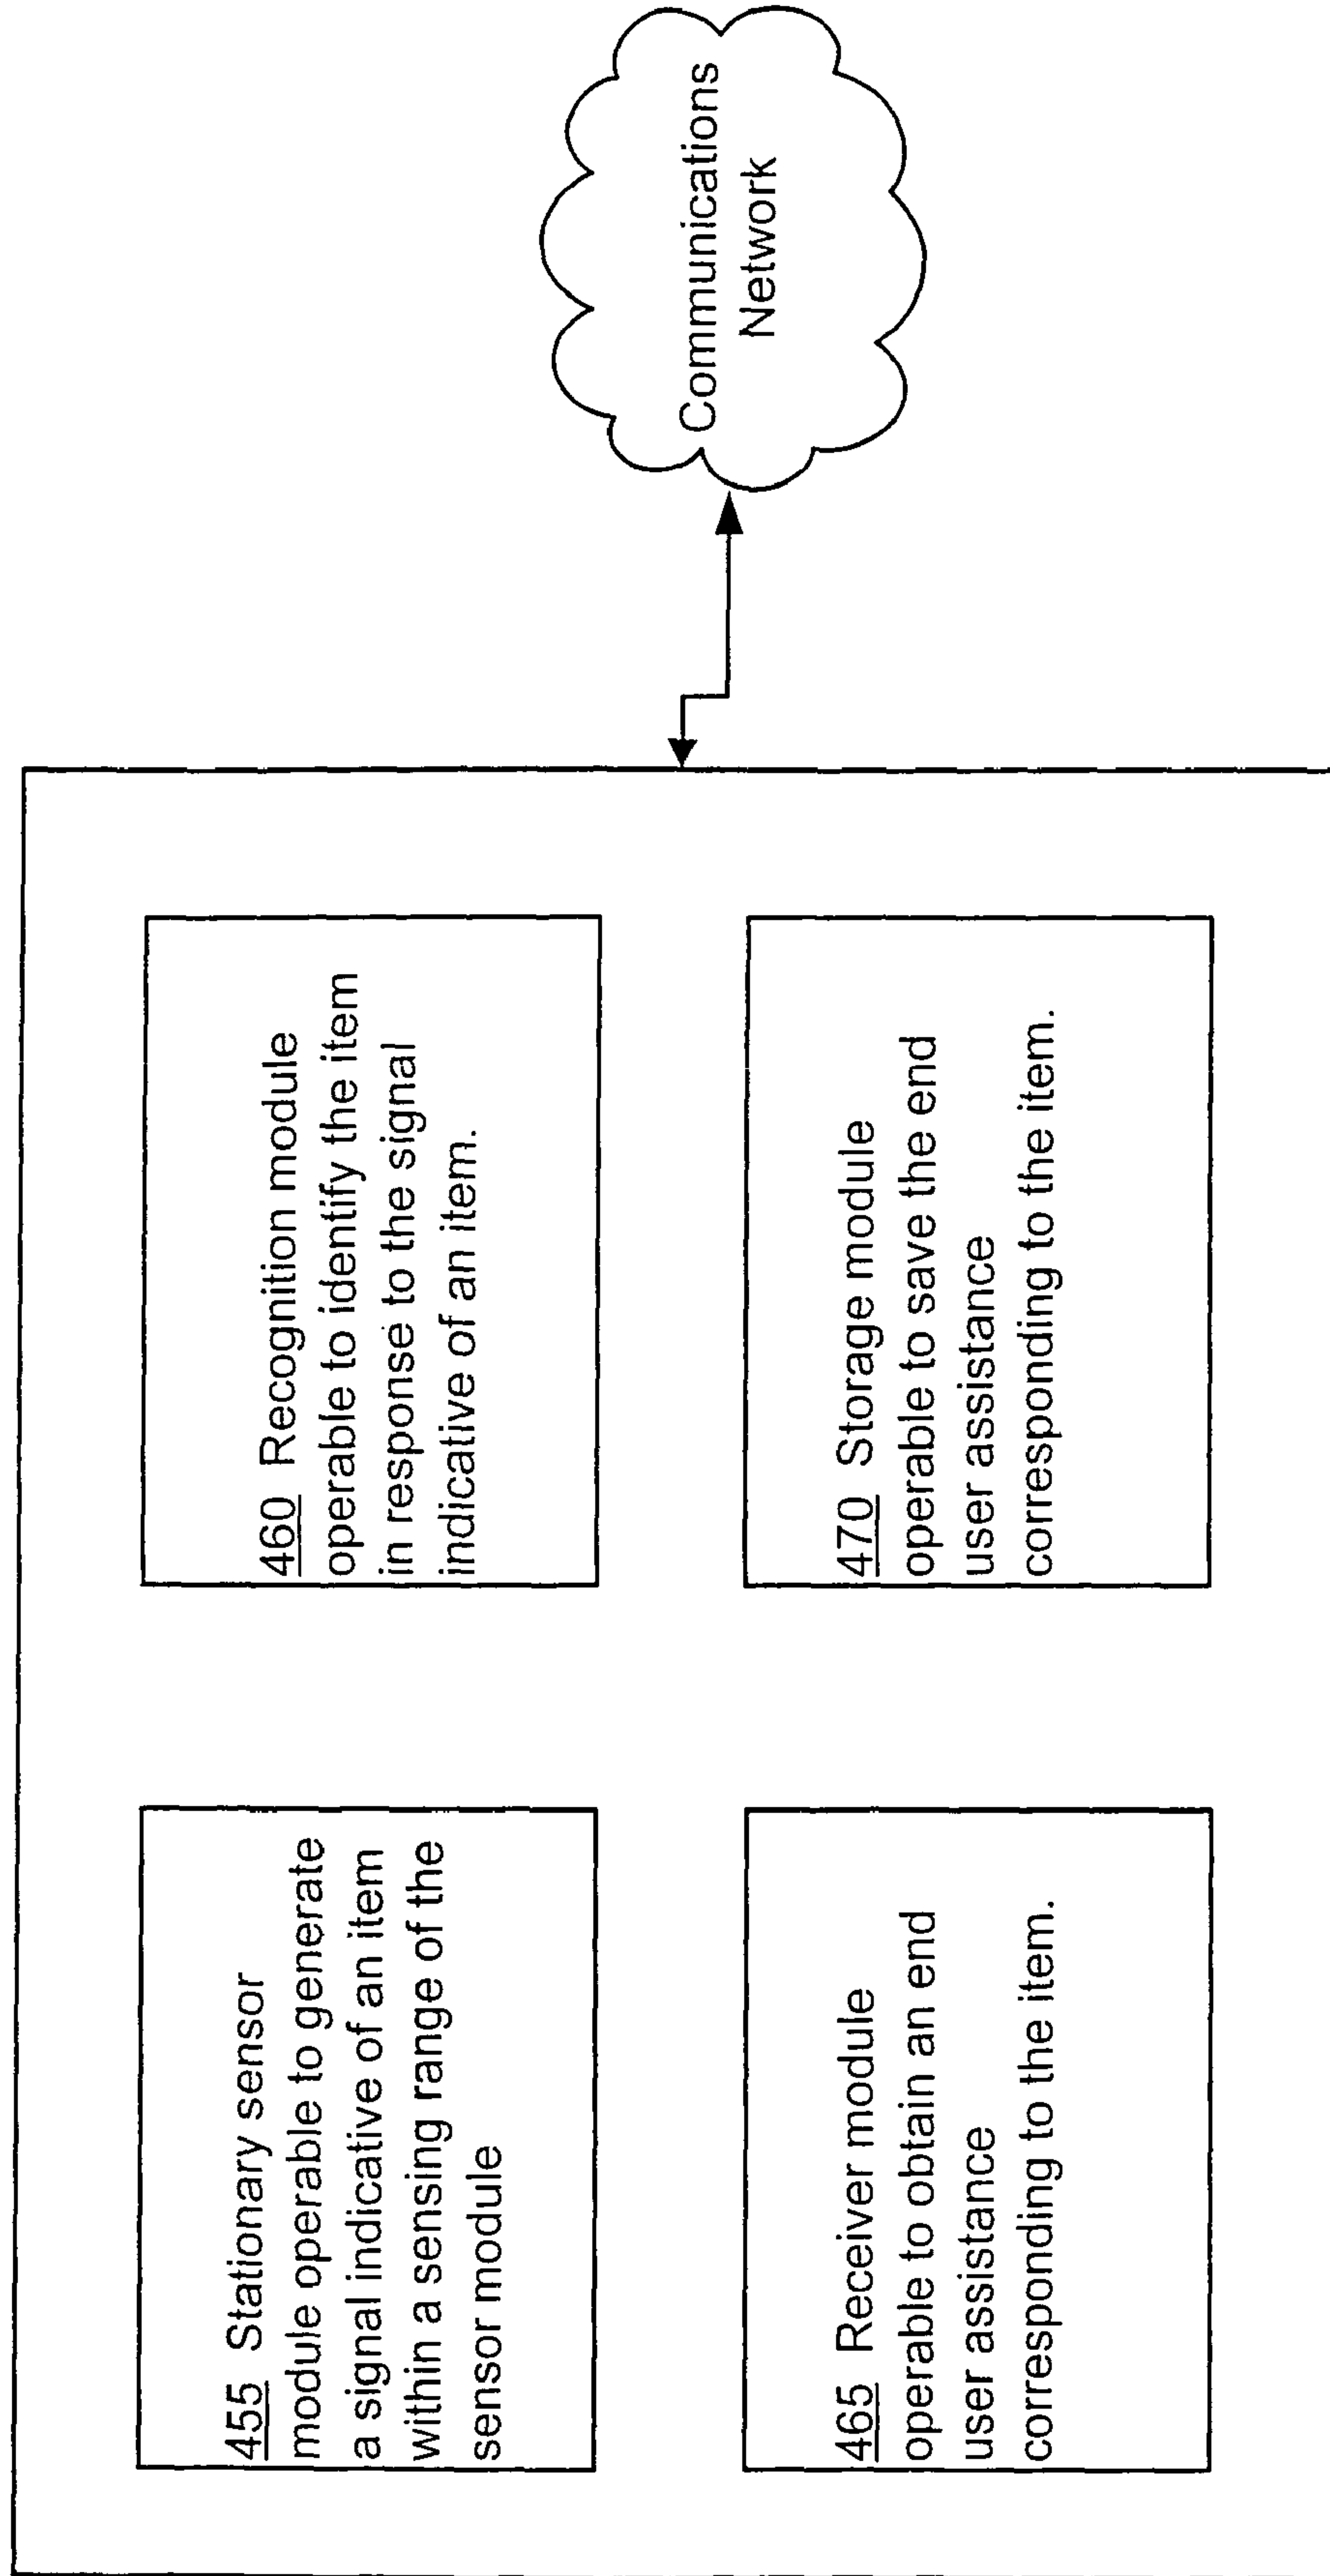 455 Stationary sensor
module operable to generate
a signal indicative of an item
within a sensing range of the
sensor module
460 Recognition module
operable to identify the item
in response to the signal
indicative of an item.
465 Receiver module
operable to obtain an end
user assistance
corresponding to the item.
470 Storage module
operable to save the end
user assistance
corresponding to the item.
Communications
Network